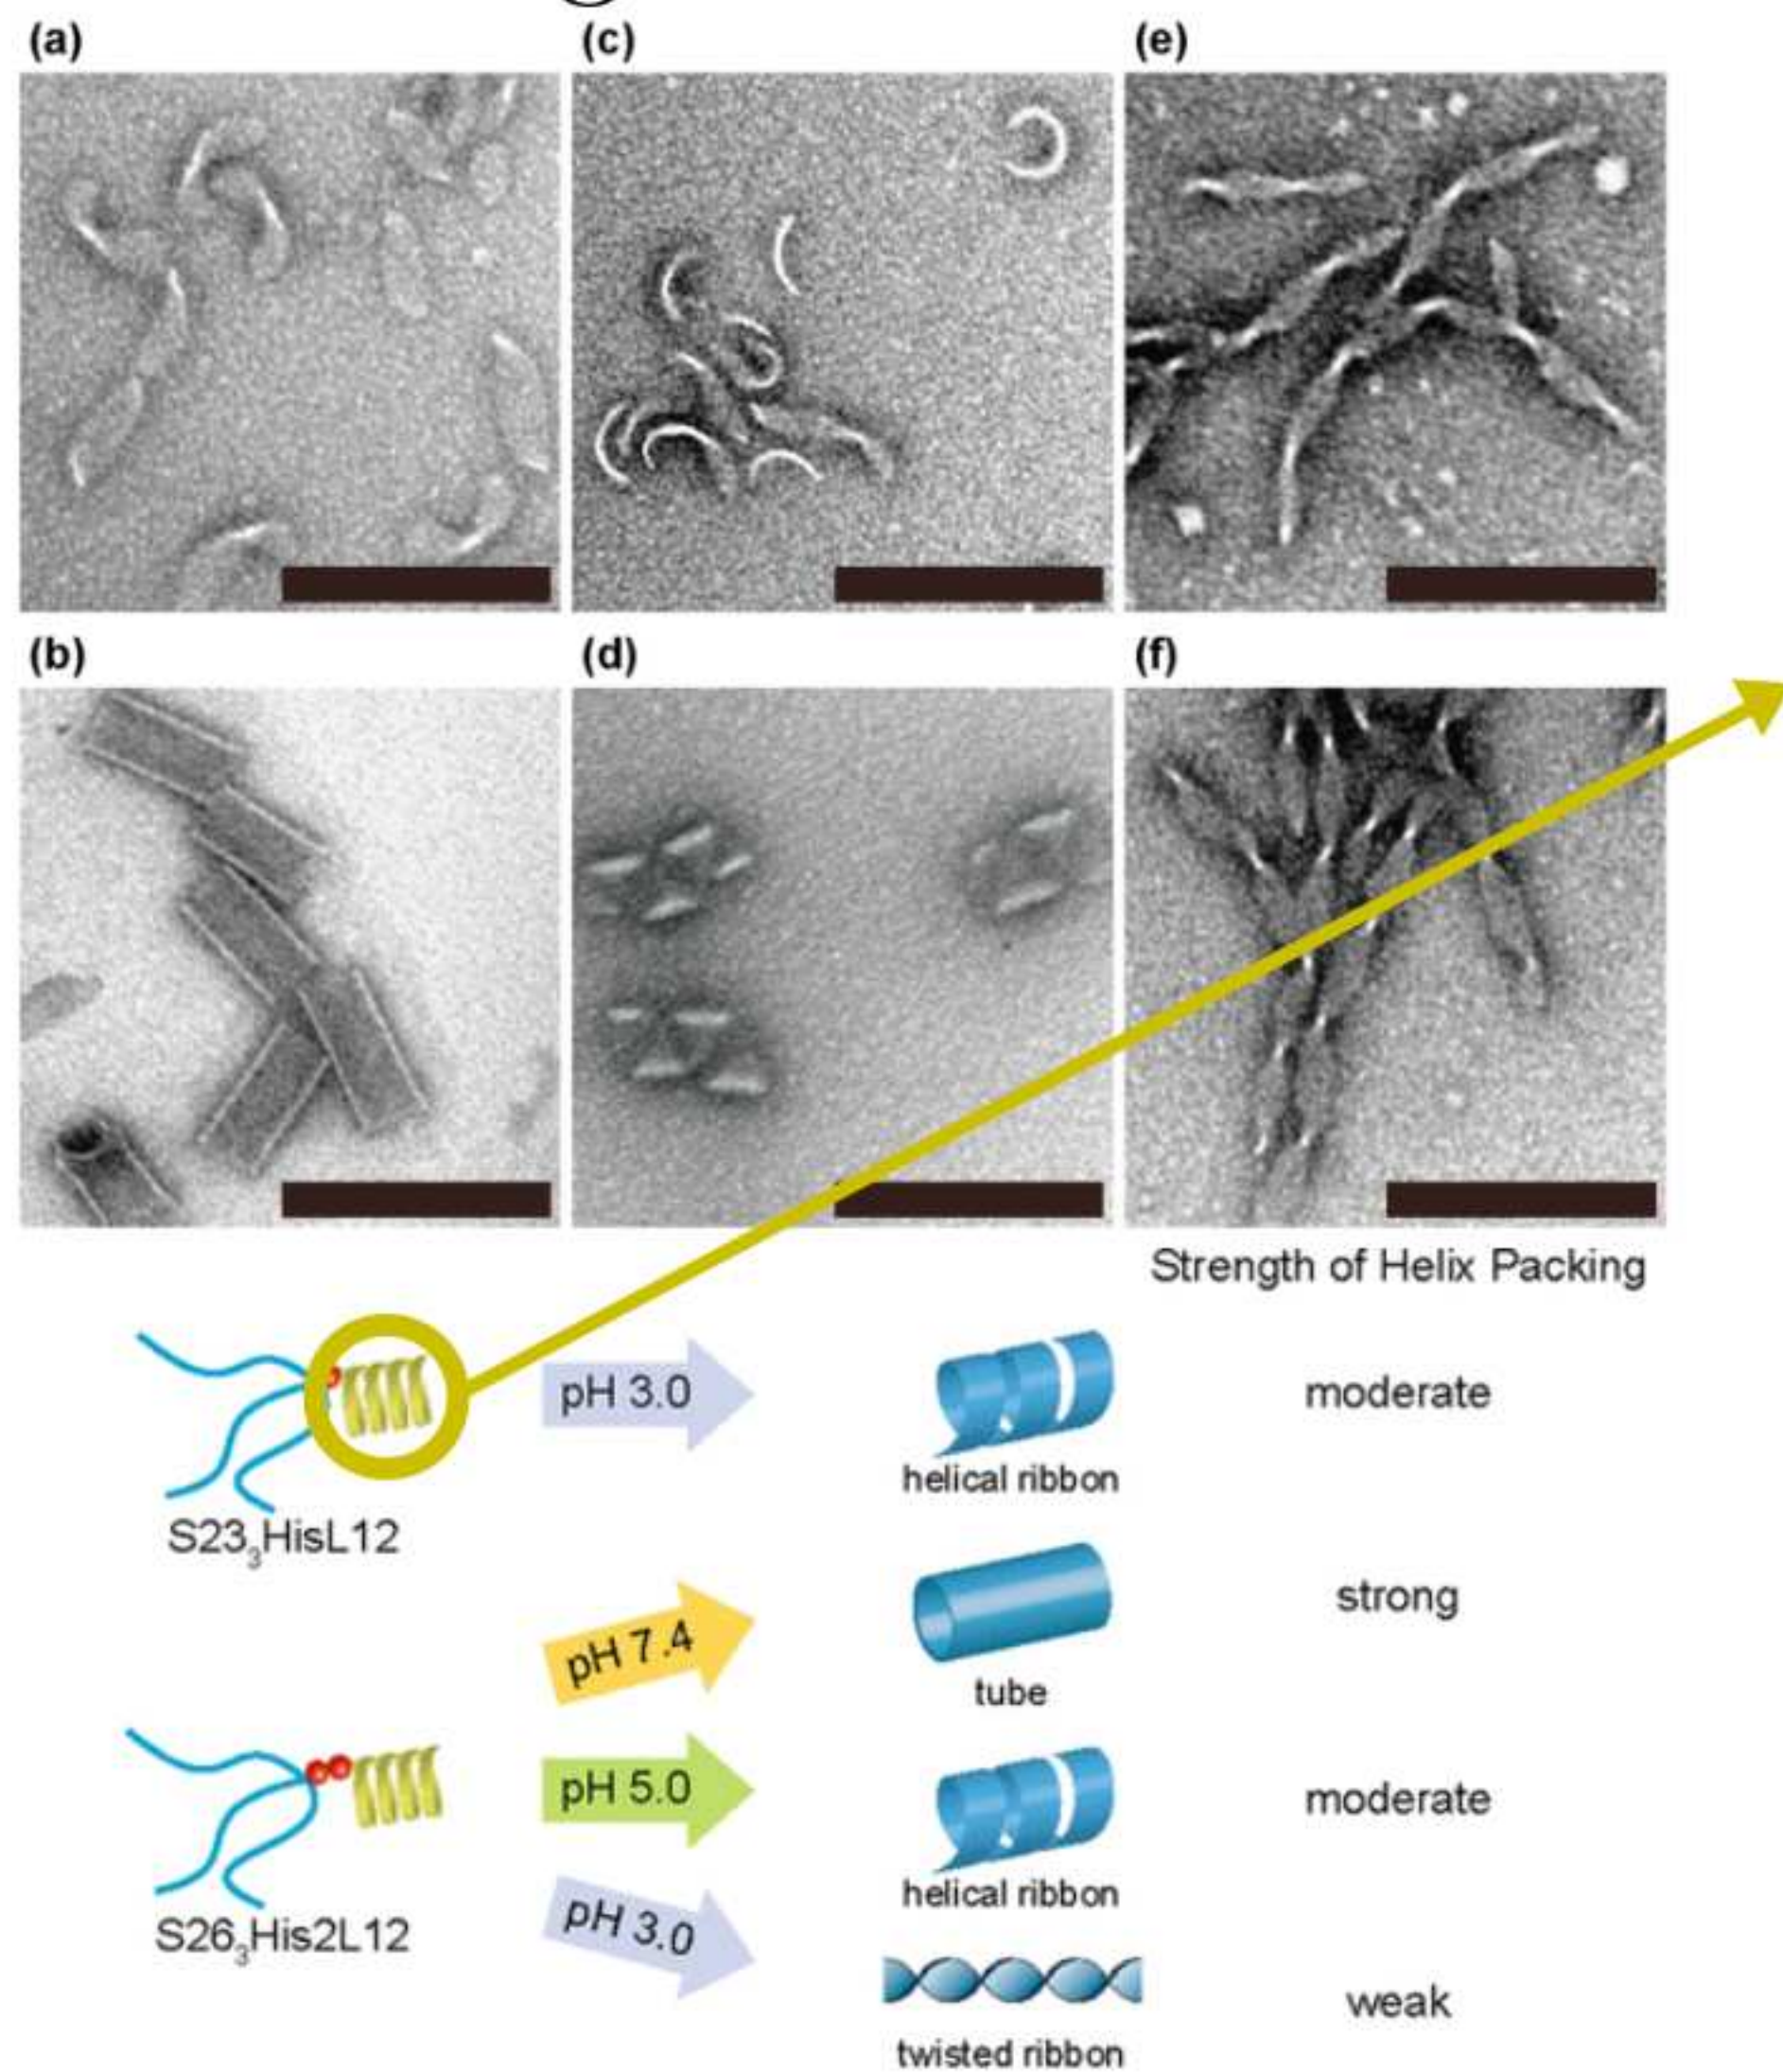 (a)
(c)
(e)
(b)
(d)
(f)
Strength of Helix Packing
pH 3.0
moderate
helical ribbon
S23₃HisL12
pH 7.4
strong
tube
pH 5.0
moderate
helical ribbon
S26₃His2L12
pH 3.0
weak
twisted ribbon